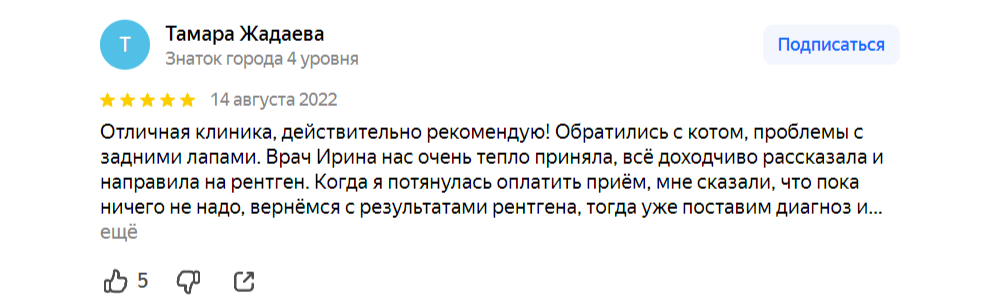 Т
Тамара Жадаева
Знаток города 4 уровня
Подписаться
14 августа 2022
Отличная клиника, действительно рекомендую! Обратились с котом, проблемы с
задними лапами. Врач Ирина нас очень тепло приняла, всё доходчиво рассказала и
направила на рентген. Когда я потянулась оплатить приём, мне сказали, что пока
ничего не надо, вернёмся с результатами рентгена, тогда уже поставим диагноз и...
ещё
5